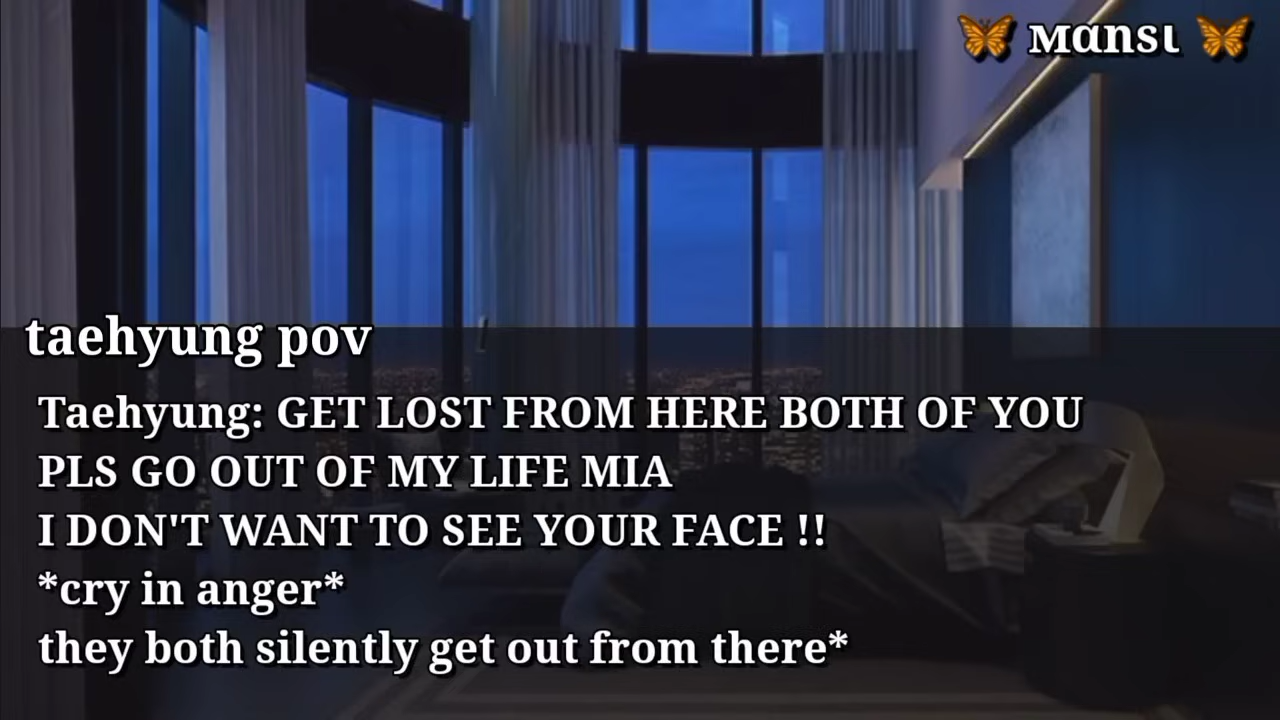 🦋 мαnsι 🦋
taehyung pov
Taehyung: GET LOST FROM HERE BOTH OF YOU
PLS GO OUT OF MY LIFE MIA
I DON'T WANT TO SEE YOUR FACE !!
*cry in anger*
they both silently get out from there*